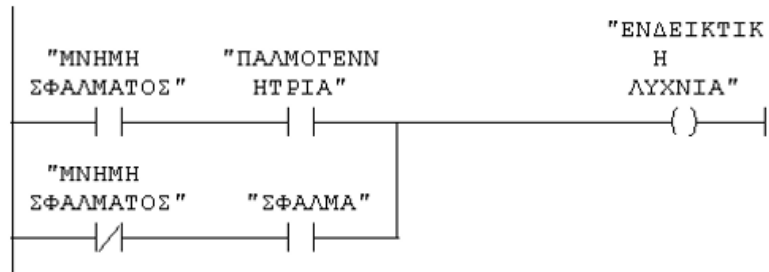 "ΕΝΔΕΙΚΤΙΚ
Η
ΛΥΧΝΙΑ"
"ΜΝΗΜΗ
ΣΦΑΛΜΑΤΟΣ"
"ΠΑΛΜΟΓΕΝΝ
ΗΤΡΙΑ"
"ΜΝΗΜΗ
ΣΦΑΛΜΑΤΟΣ"
"ΣΦΑΛΜΑ"